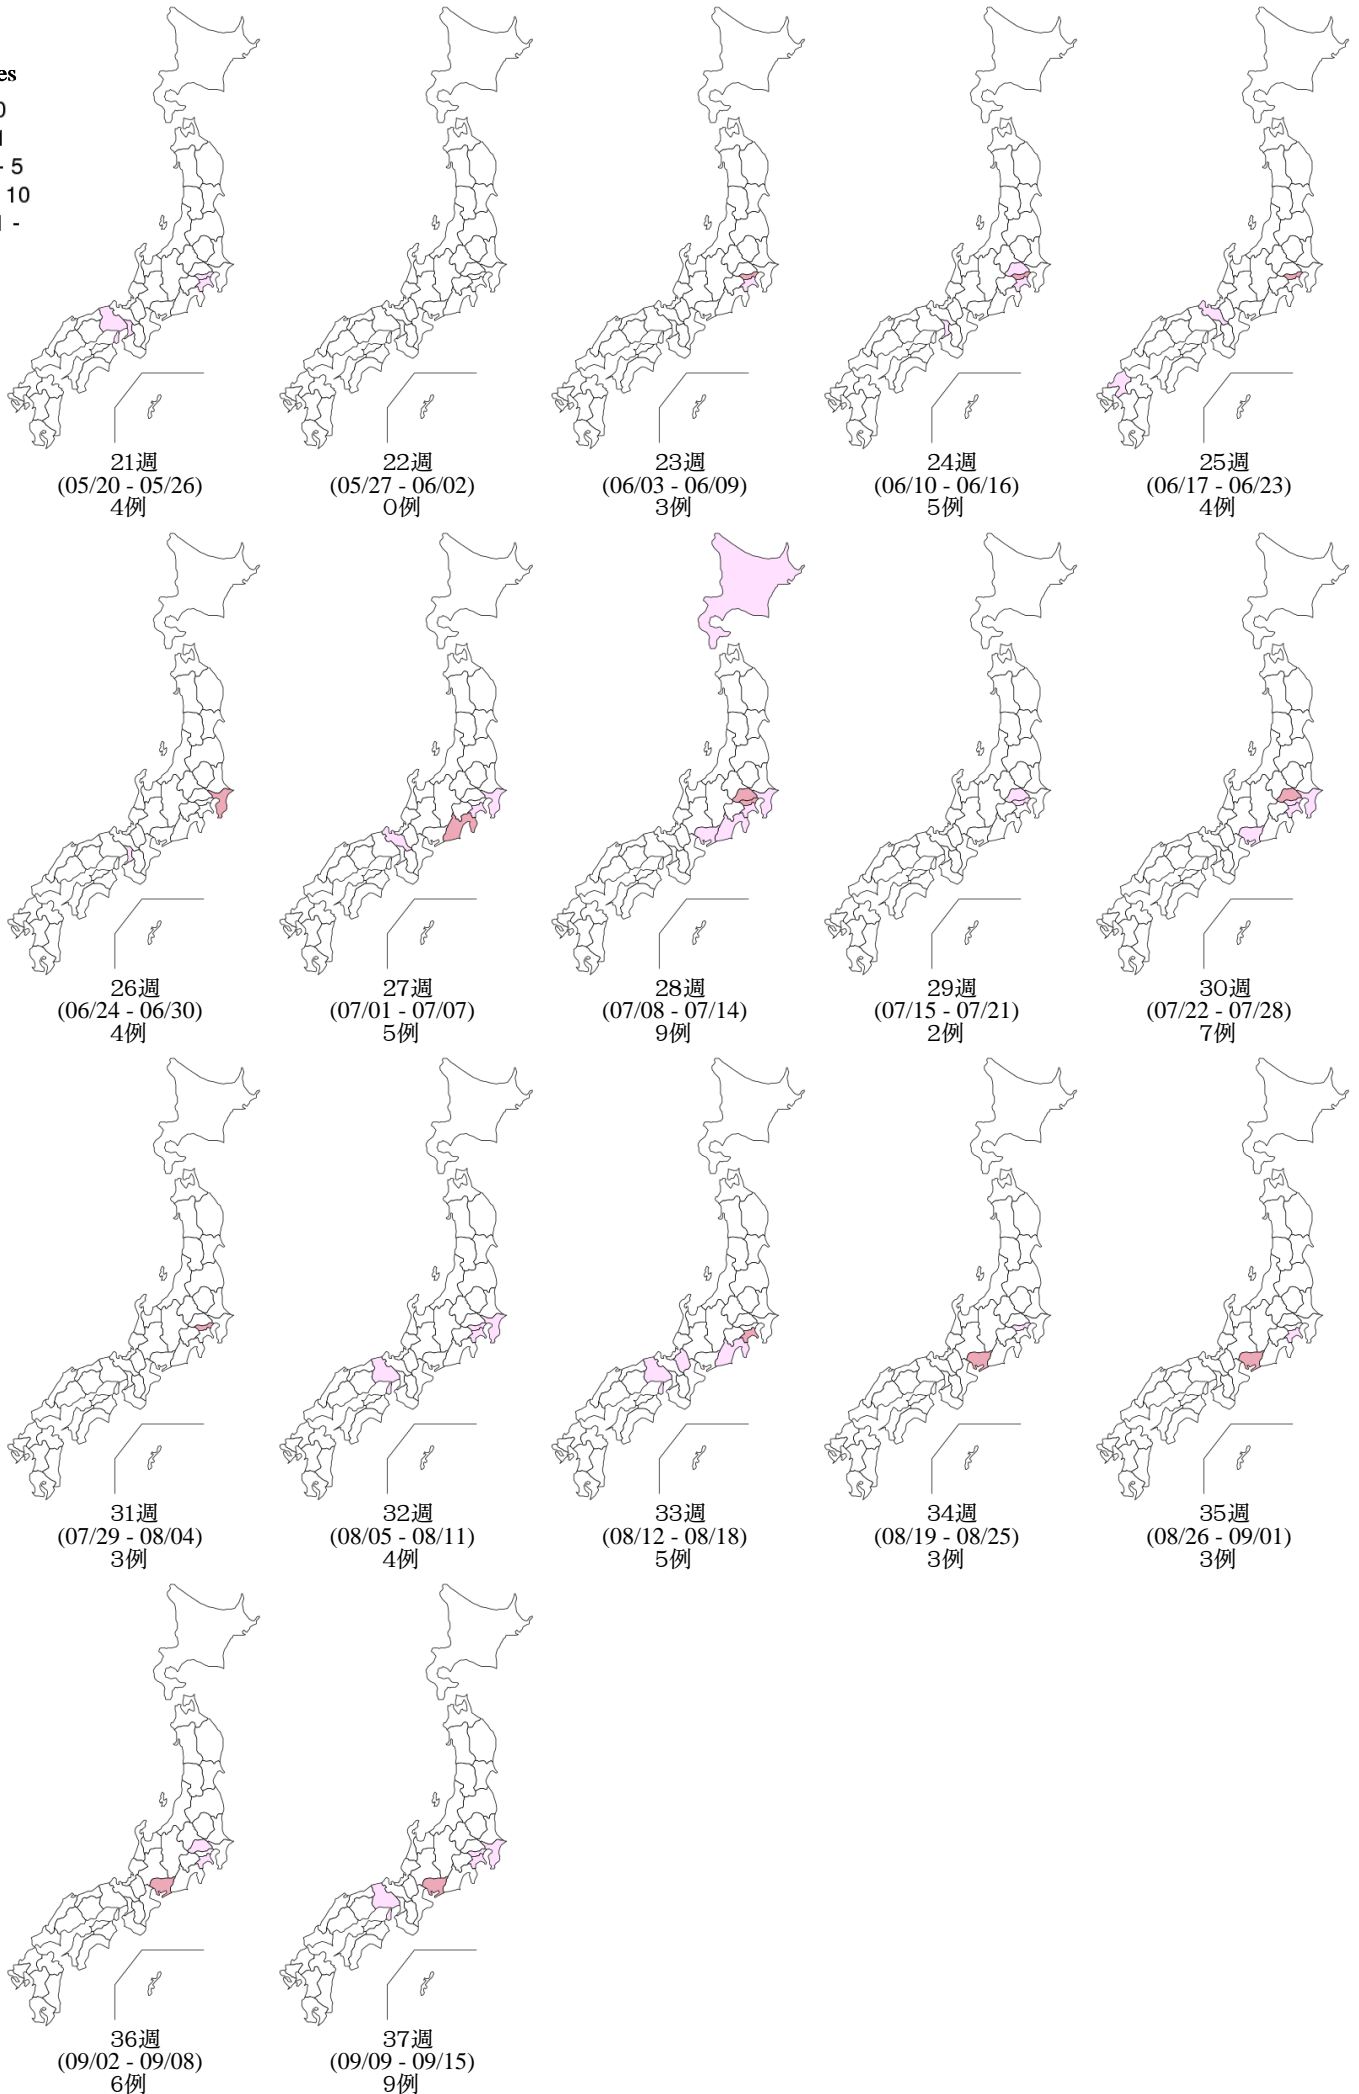 es
0
- 5
10
-
21週
(05/20 - 05/26)
4例
22週
(05/27 - 06/02)
0例
23週
(06/03 - 06/09)
3例
24週
(06/10 - 06/16)
5例
25週
(06/17 - 06/23)
4例
26週
(06/24 - 06/30)
4例
27週
(07/01 - 07/07)
5例
28週
(07/08 - 07/14)
9例
29週
(07/15 - 07/21)
2例
30週
(07/22 - 07/28)
7例
31週
(07/29 - 08/04)
3例
32週
(08/05 - 08/11)
4例
33週
(08/12 - 08/18)
5例
34週
(08/19 - 08/25)
3例
35週
(08/26 - 09/01)
3例
36週
(09/02 - 09/08)
6例
37週
(09/09 - 09/15)
9例